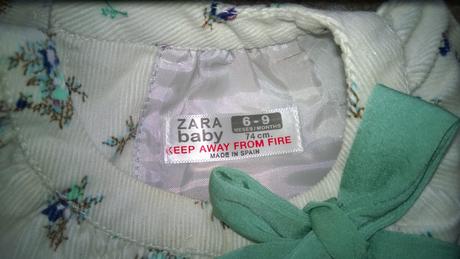 ZARA
baby
6-9
MESES/MONTHS
74 cm.
KEEP AWAY FROM FIRE
MADE IN SPAIN